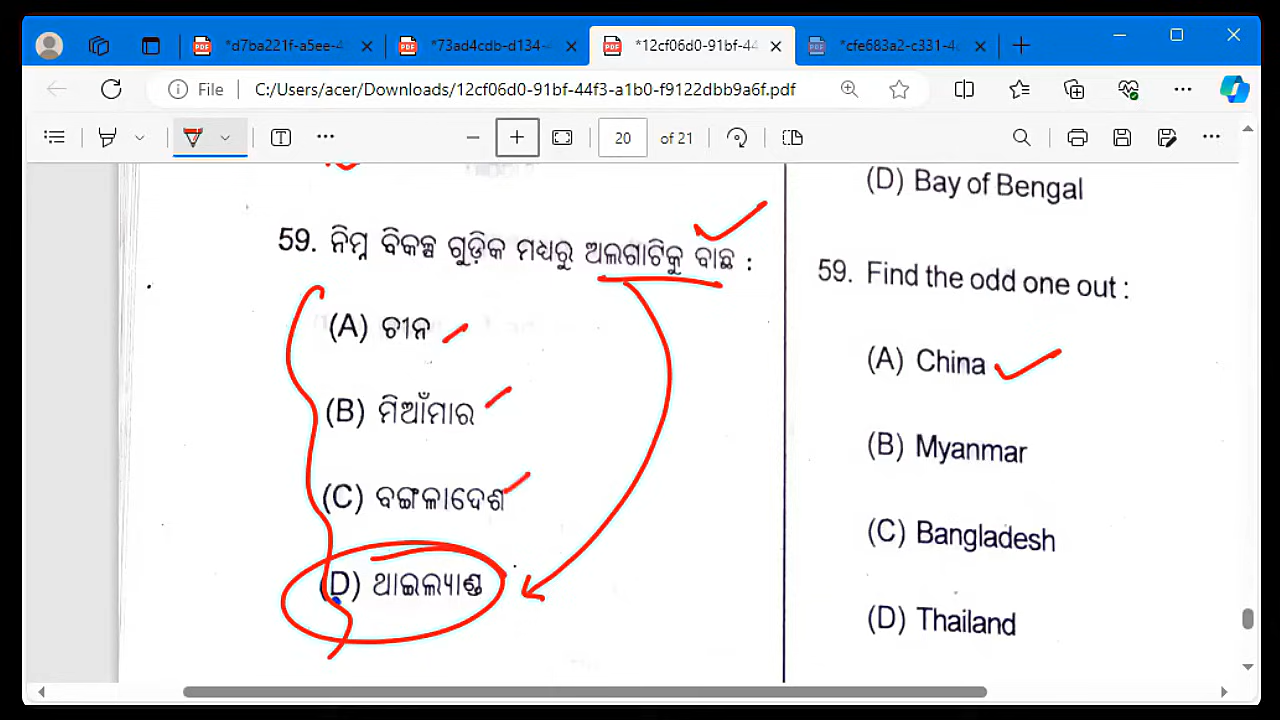 *d7ba221f-a5ee-4
*73ad4cdb-d134-
*12cf06d0-91bf-44
*cfe683a2-c331-4
File
C:/Users/acer/Downloads/12cf06d0-91bf-44f3-a1b0-f9122dbb9a6f.pdf
20 of 21
59. ନିମ୍ନ ବିକଳ୍ପ ଗୁଡ଼ିକ ମଧ୍ୟରୁ ଅଲଗାଟିକୁ ବାଛ :
(A) ଚୀନ
(B) ମିଆଁମାର
(C) ବଙ୍ଗଳାଦେଶ
(D) ଥାଇଲ୍ୟାଣ୍ଡ
(D) Bay of Bengal
59. Find the odd one out :
(A) China
(B) Myanmar
(C) Bangladesh
(D) Thailand